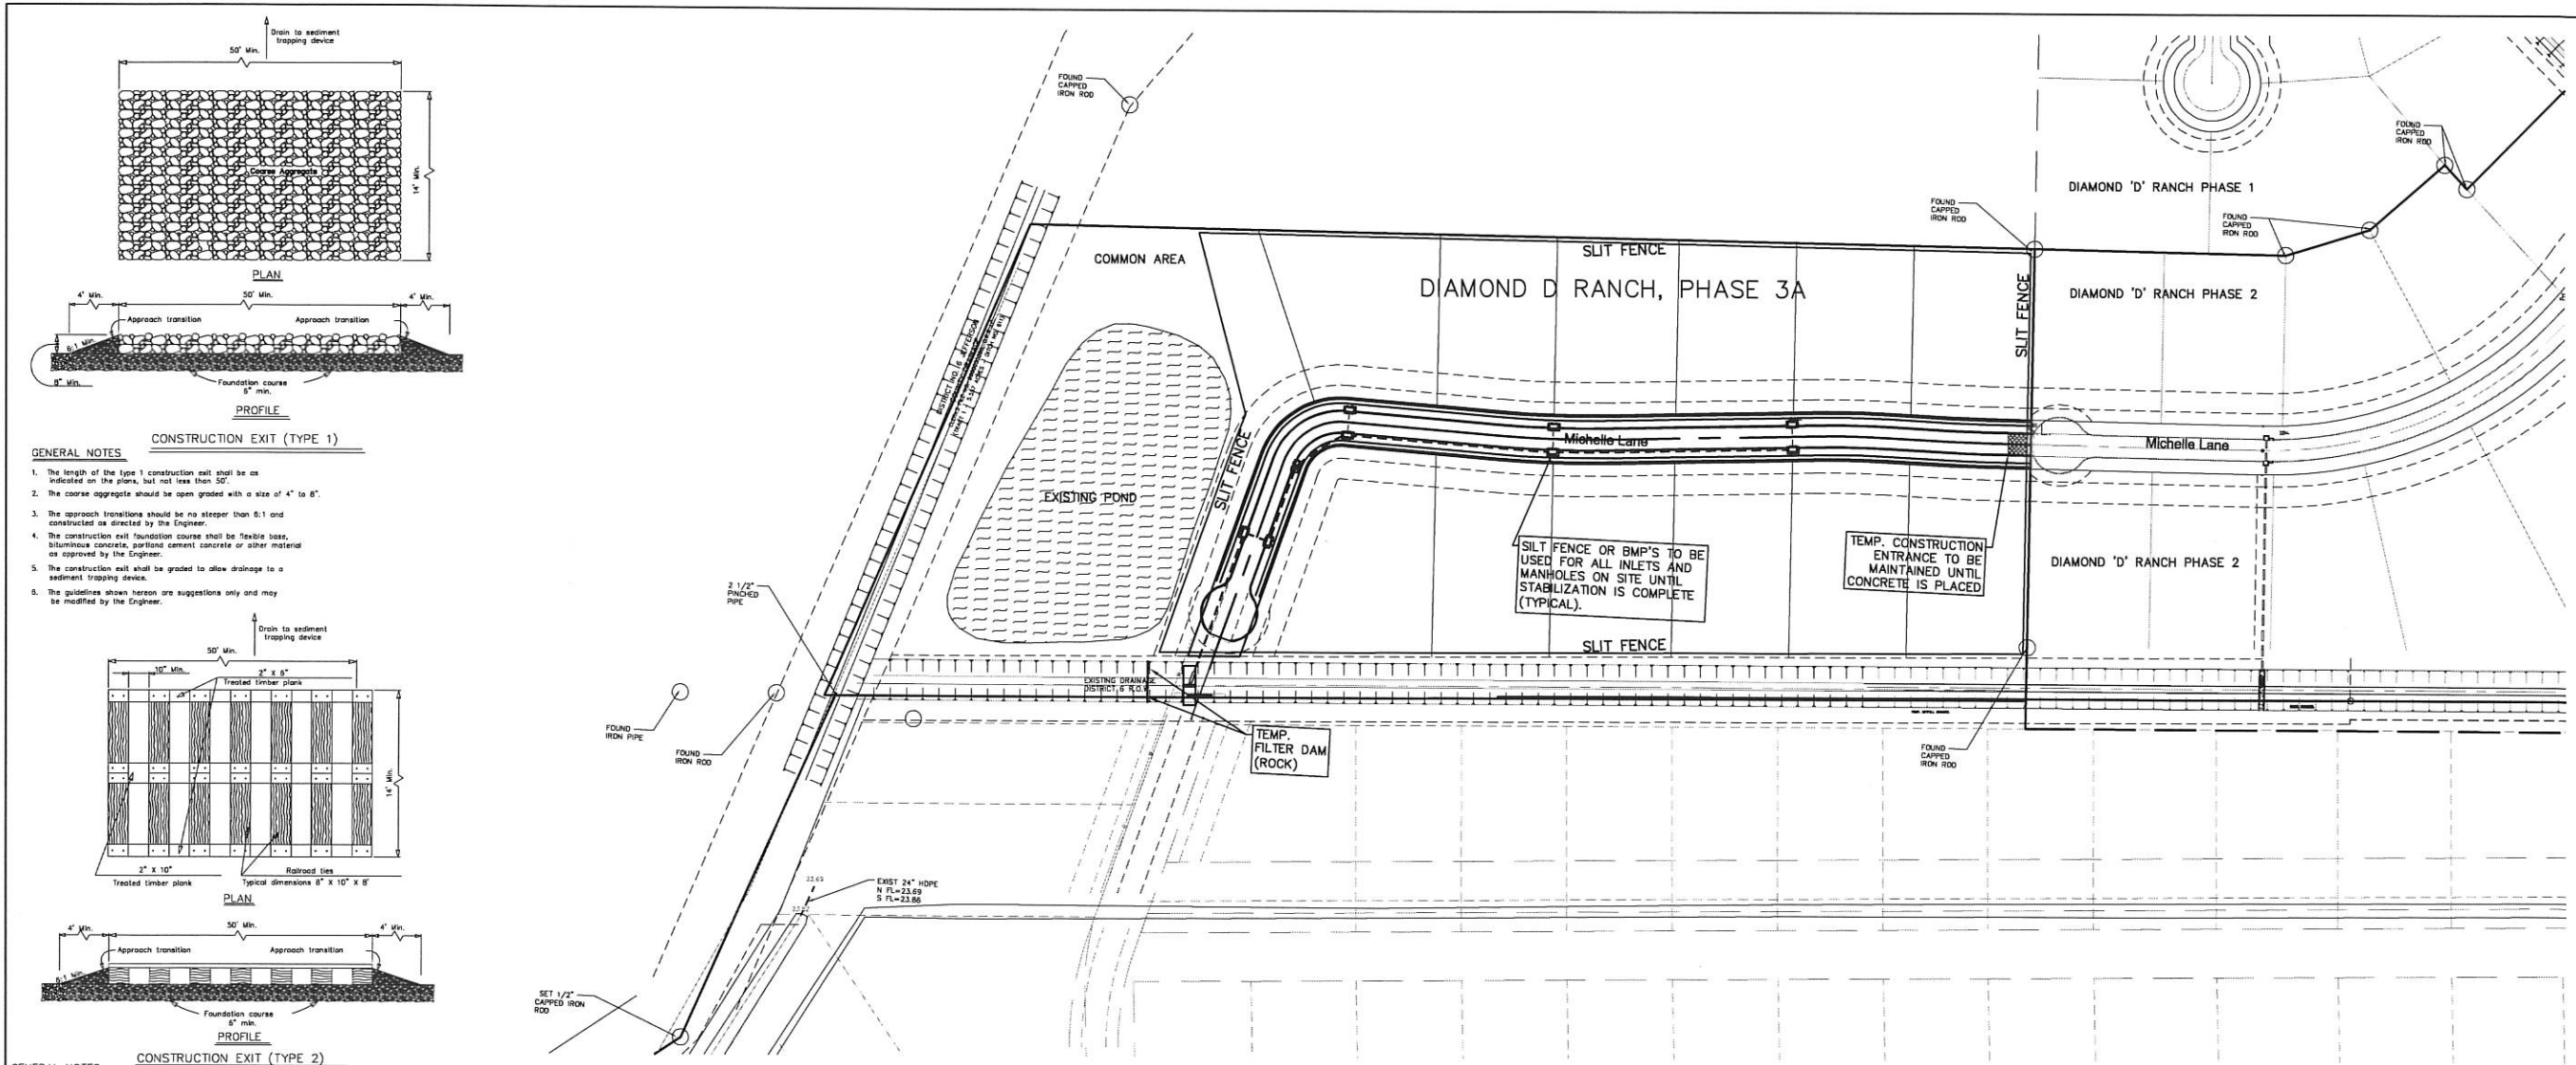 Drain to sediment
trapping device
50' Min.
Coarse Aggregate
14' Min.
PLAN
4' Min.
50' Min.
4' Min.
Approach transition
Approach transition
6:1 Min.
8" Min.
Foundation course
6" min.
PROFILE
CONSTRUCTION EXIT (TYPE 1)
GENERAL NOTES
1. The length of the type 1 construction exit shall be as
indicated on the plans, but not less than 50'.
2. The coarse aggregate should be open graded with a size of 4" to 8".
3. The approach transitions should be no steeper than 6:1 and
constructed as directed by the Engineer.
4. The construction exit foundation course shall be flexible base,
bituminous concrete, portland cement concrete or other material
as approved by the Engineer.
5. The construction exit shall be graded to allow drainage to a
sediment trapping device.
6. The guidelines shown hereon are suggestions only and may
be modified by the Engineer.
Drain to sediment
trapping device
50' Min.
10" Min.
2" X 8"
Treated timber plank
14' Min.
2" X 10"
Treated timber plank
Railroad ties
Typical dimensions 8" X 10" X 8'
PLAN
4' Min.
50' Min.
4' Min.
Approach transition
Approach transition
6:1 Min.
Foundation course
6" min.
PROFILE
CONSTRUCTION EXIT (TYPE 2)
GENERAL NOTES
FOUND
CAPPED
IRON ROD
COMMON AREA
SLIT FENCE
DIAMOND D RANCH, PHASE 3A
FOUND
CAPPED
IRON ROD
SLIT FENCE
DIAMOND 'D' RANCH PHASE 1
FOUND
CAPPED
IRON ROD
FOUND
CAPPED
IRON ROD
DIAMOND 'D' RANCH PHASE 2
EXISTING POND
SLIT FENCE
Michelle Lane
Michelle Lane
SILT FENCE OR BMP'S TO BE
USED FOR ALL INLETS AND
MANHOLES ON SITE UNTIL
STABILIZATION IS COMPLETE
(TYPICAL).
TEMP. CONSTRUCTION
ENTRANCE TO BE
MAINTAINED UNTIL
CONCRETE IS PLACED
DIAMOND 'D' RANCH PHASE 2
2 1/2"
PINCHED
PIPE
SLIT FENCE
EXISTING DRAINAGE
DISTRICT 6 R.O.W.
FOUND
IRON PIPE
FOUND
IRON ROD
TEMP.
FILTER DAM
(ROCK)
FOUND
CAPPED
IRON ROD
23.69
EXIST 24" HDPE
N FL=23.69
S FL=23.86
SET 1/2"
CAPPED IRON
ROD